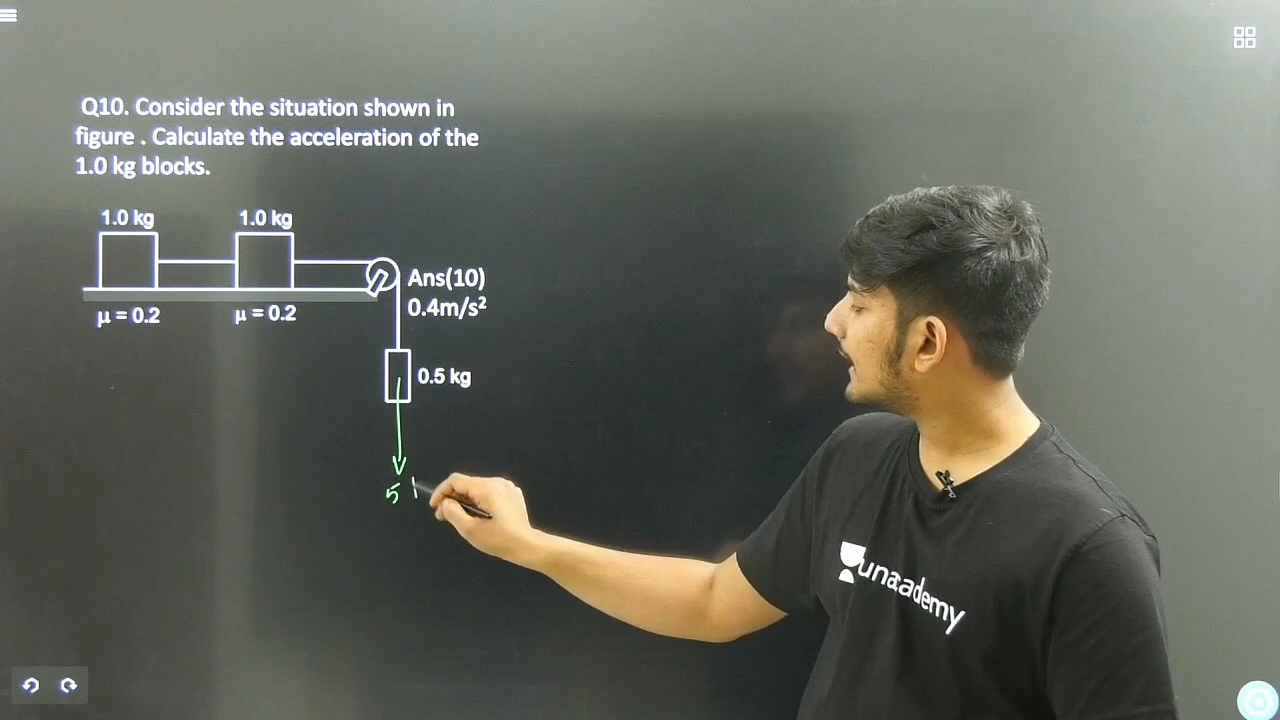 Q10. Consider the situation shown in
figure . Calculate the acceleration of the
1.0 kg blocks.
1.0 kg
1.0 kg
Ans(10)
0.4m/s²
μ = 0.2
μ = 0.2
0.5 kg
5
unacademy